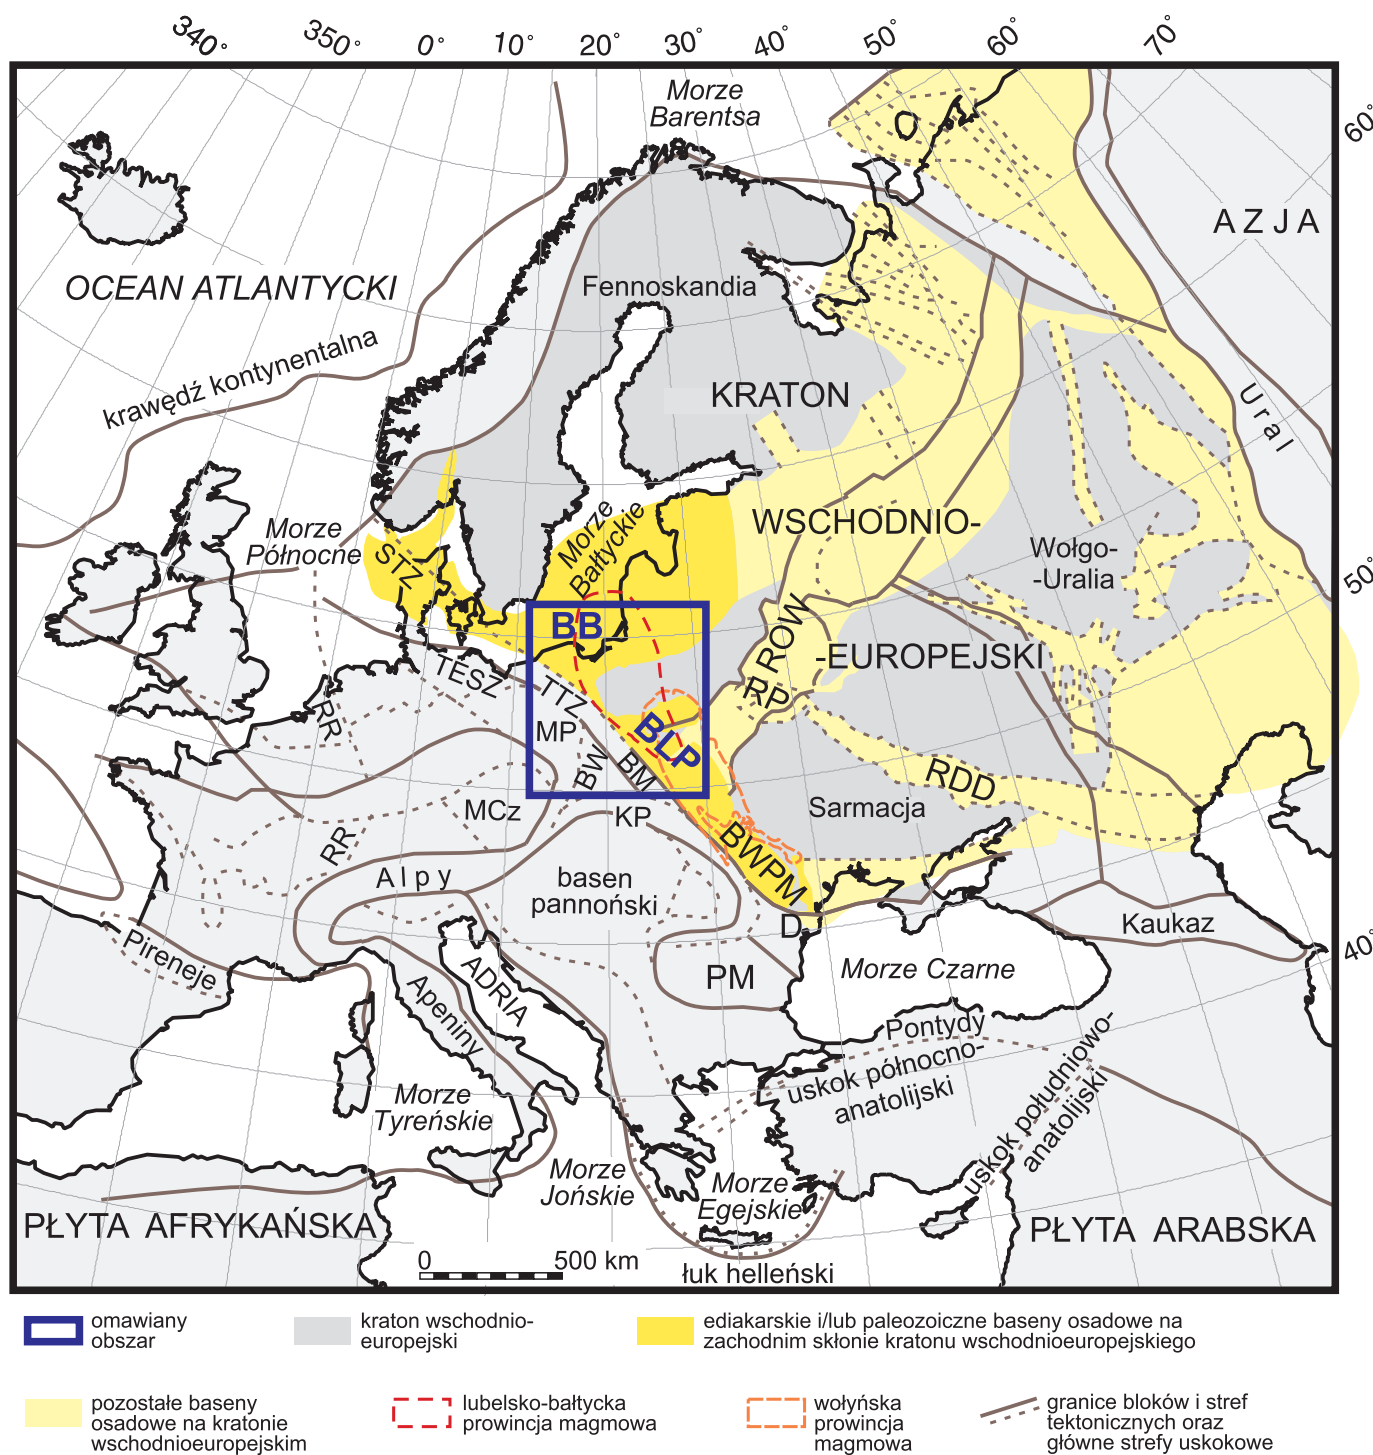 340°
350°
0°
10°
20°
30°
40°
50°
60°
70°
60°
50°
40°
Morze
Barentsa
AZJA
OCEAN ATLANTYCKI
Fennoskandia
krawędź kontynentalna
KRATON
Ural
Morze
Północne
STZ
Morze
Bałtyckie
WSCHODNIO-
Wołgo-
-Uralia
BB
ROW
-EUROPEJSKI
TESZ
TTZ
RP
RR
MP
BLP
BW
BM
RDD
MCz
KP
Sarmacja
RR
BWPM
Alpy
basen
pannoński
D
Kaukaz
Pireneje
ADRIA
PM
Morze Czarne
Apeniny
Pontydy
uskok północno-
anatolijski
uskok południowo-
anatolijski
Morze
Tyreńskie
Morze
Jońskie
Morze
Egejskie
PŁYTA AFRYKAŃSKA
PŁYTA ARABSKA
0 500 km
łuk helleński
omawiany
obszar
kraton wschodnio-
europejski
ediakarskie i/lub paleozoiczne baseny osadowe na
zachodnim skłonie kratonu wschodnioeuropejskiego
pozostałe baseny
osadowe na kratonie
wschodnioeuropejskim
lubelsko-bałtycka
prowincja magmowa
wołyńska
prowincja
magmowa
granice bloków i stref
tektonicznych oraz
główne strefy uskokowe